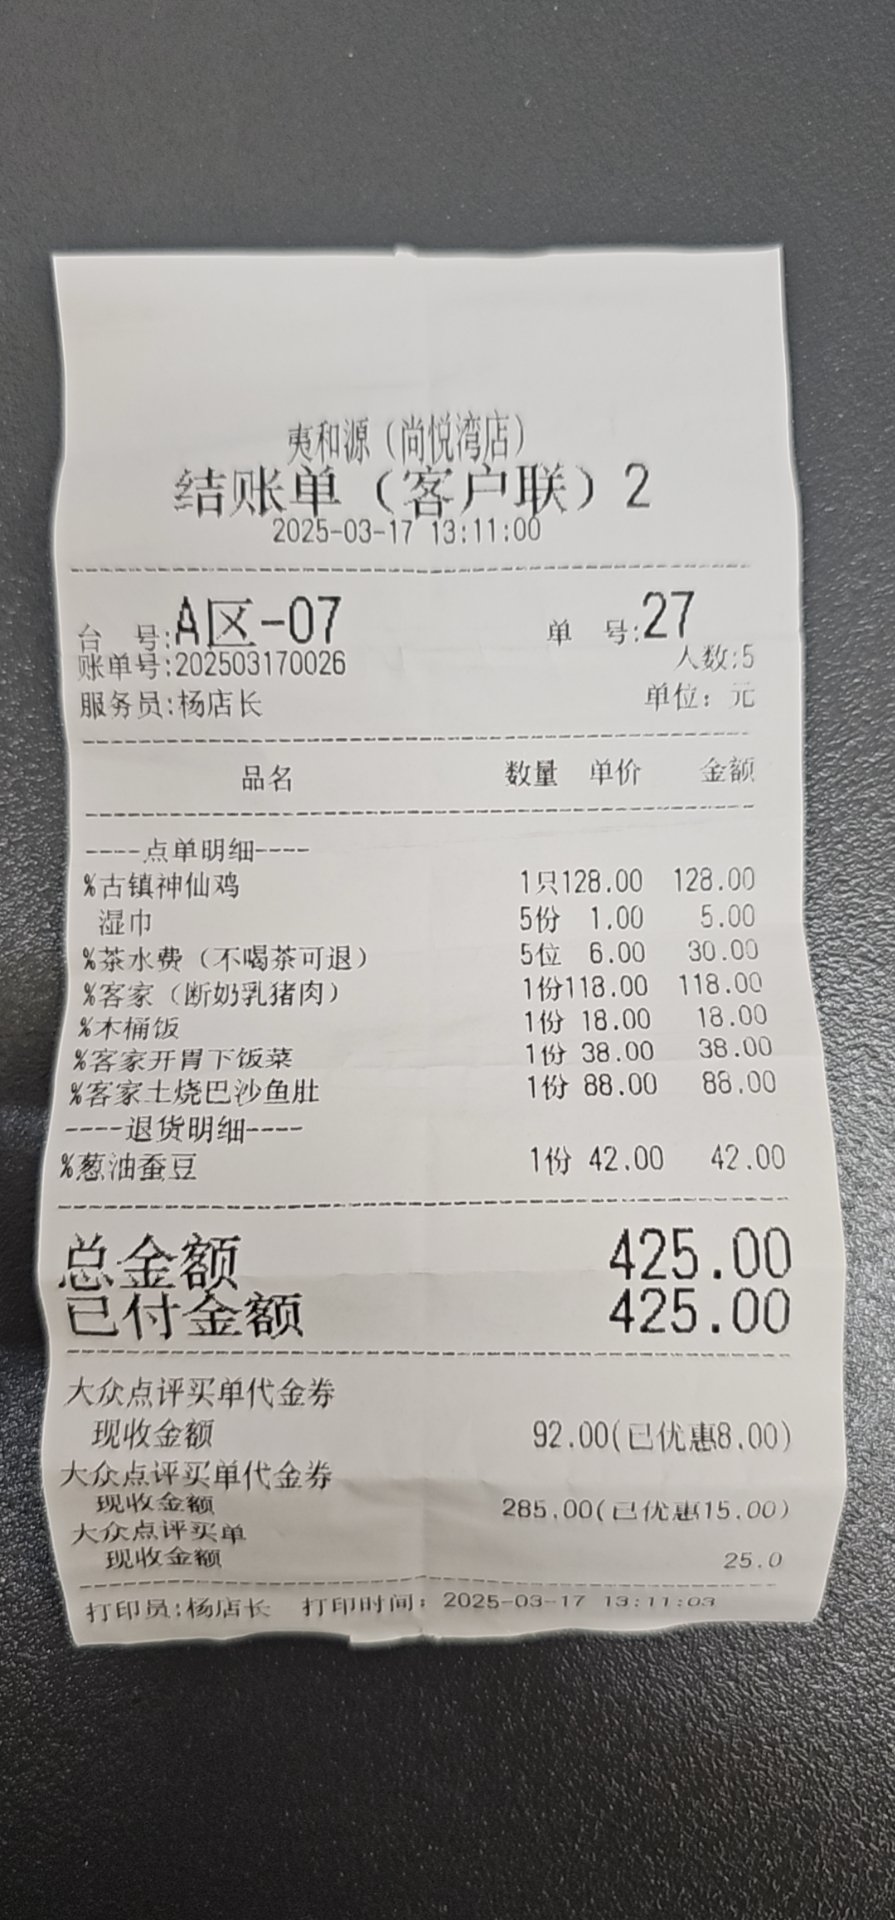 夷和源（尚悦湾店）
结账单（客户联）2
2025-03-17 13:11:00
台 号:A区-07 单 号:27
账单号:202503170026 人数:5
服务员:杨店长 单位：元
品名 数量 单价 金额
----点单明细----
%古镇神仙鸡 1只128.00 128.00
湿巾 5份 1.00 5.00
%茶水费（不喝茶可退） 5位 6.00 30.00
%客家（断奶乳猪肉） 1份118.00 118.00
%木桶饭 1份 18.00 18.00
%客家开胃下饭菜 1份 38.00 38.00
%客家土烧巴沙鱼肚 1份 88.00 88.00
----退货明细----
%葱油蚕豆 1份 42.00 42.00
总金额 425.00
已付金额 425.00
大众点评买单代金券
现收金额 92.00(已优惠8.00)
大众点评买单代金券
现收金额 285.00(已优惠15.00)
大众点评买单
现收金额 25.0
打印员:杨店长 打印时间：2025-03-17 13:11:03